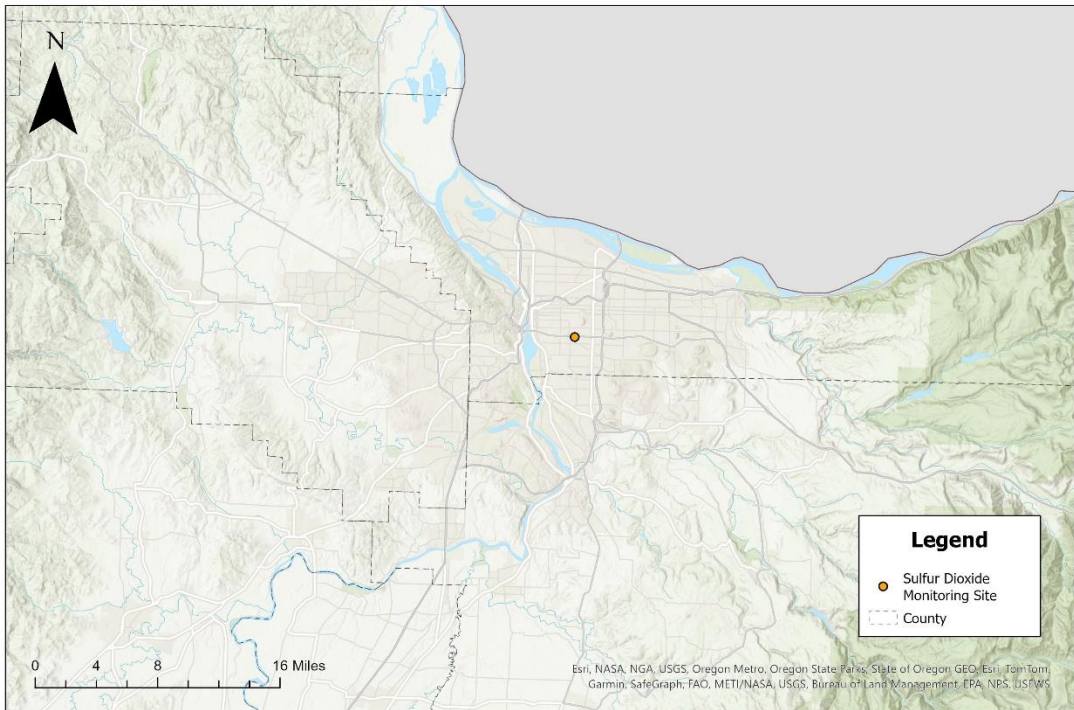 N
Legend
Sulfur Dioxide
Monitoring Site
County
0 4 8 16 Miles
Esri, NASA, NGA, USGS, Oregon Metro, Oregon State Parks, State of Oregon GEO, Esri, TomTom,
Garmin, SafeGraph, FAO, METI/NASA, USGS, Bureau of Land Management, EPA, NPS, USFWS